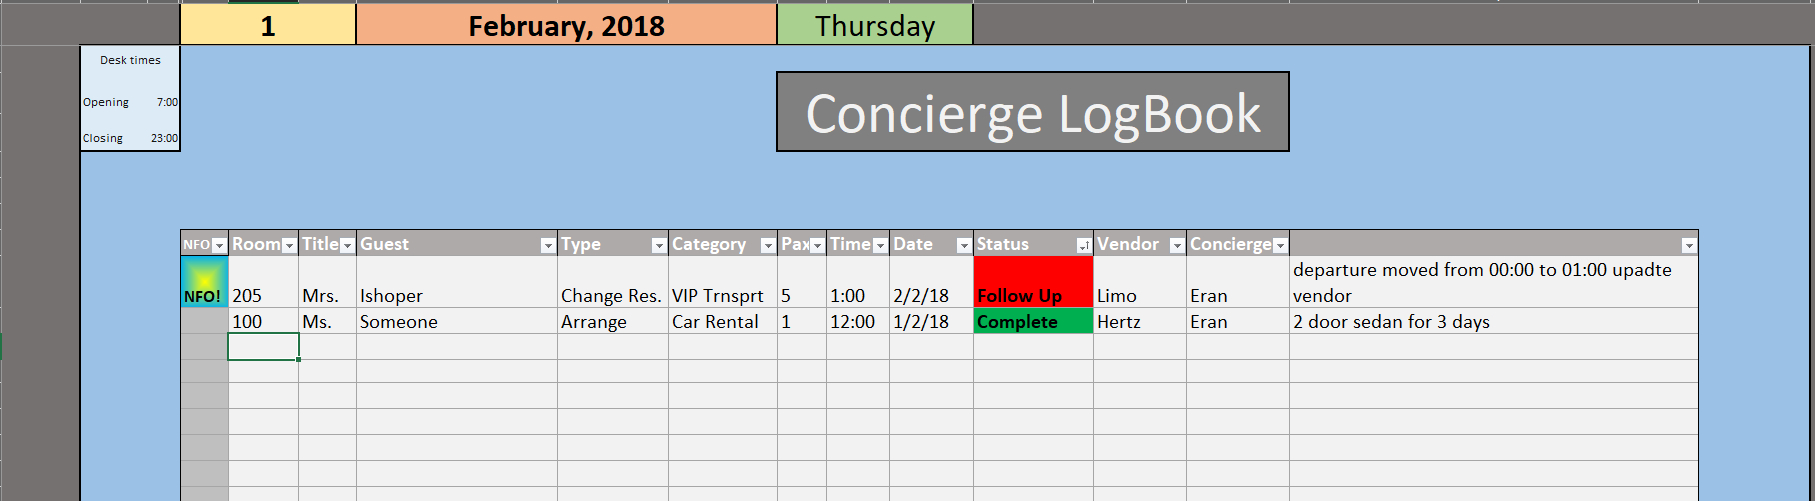 1 February, 2018 Thursday
Desk times
Opening 7:00
Closing 23:00
Concierge LogBook
NFO Room Title Guest Type Category Pax Time Date Status Vendor Concierge
departure moved from 00:00 to 01:00 upadte
NFO! 205 Mrs. Ishoper Change Res. VIP Trnsprt 5 1:00 2/2/18 Follow Up Limo Eran vendor
100 Ms. Someone Arrange Car Rental 1 12:00 1/2/18 Complete Hertz Eran 2 door sedan for 3 days